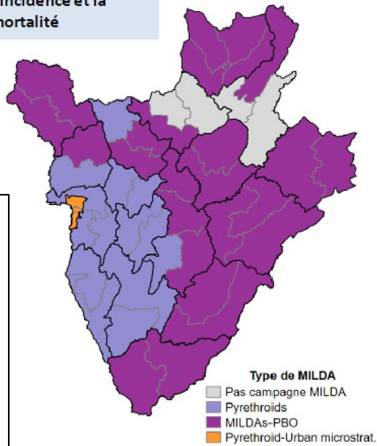 incidence et la
mortalité
Type de MILDA
Pas campagne MILDA
Pyrethroids
MILDAs-PBO
Pyrethroid-Urban microstrat.